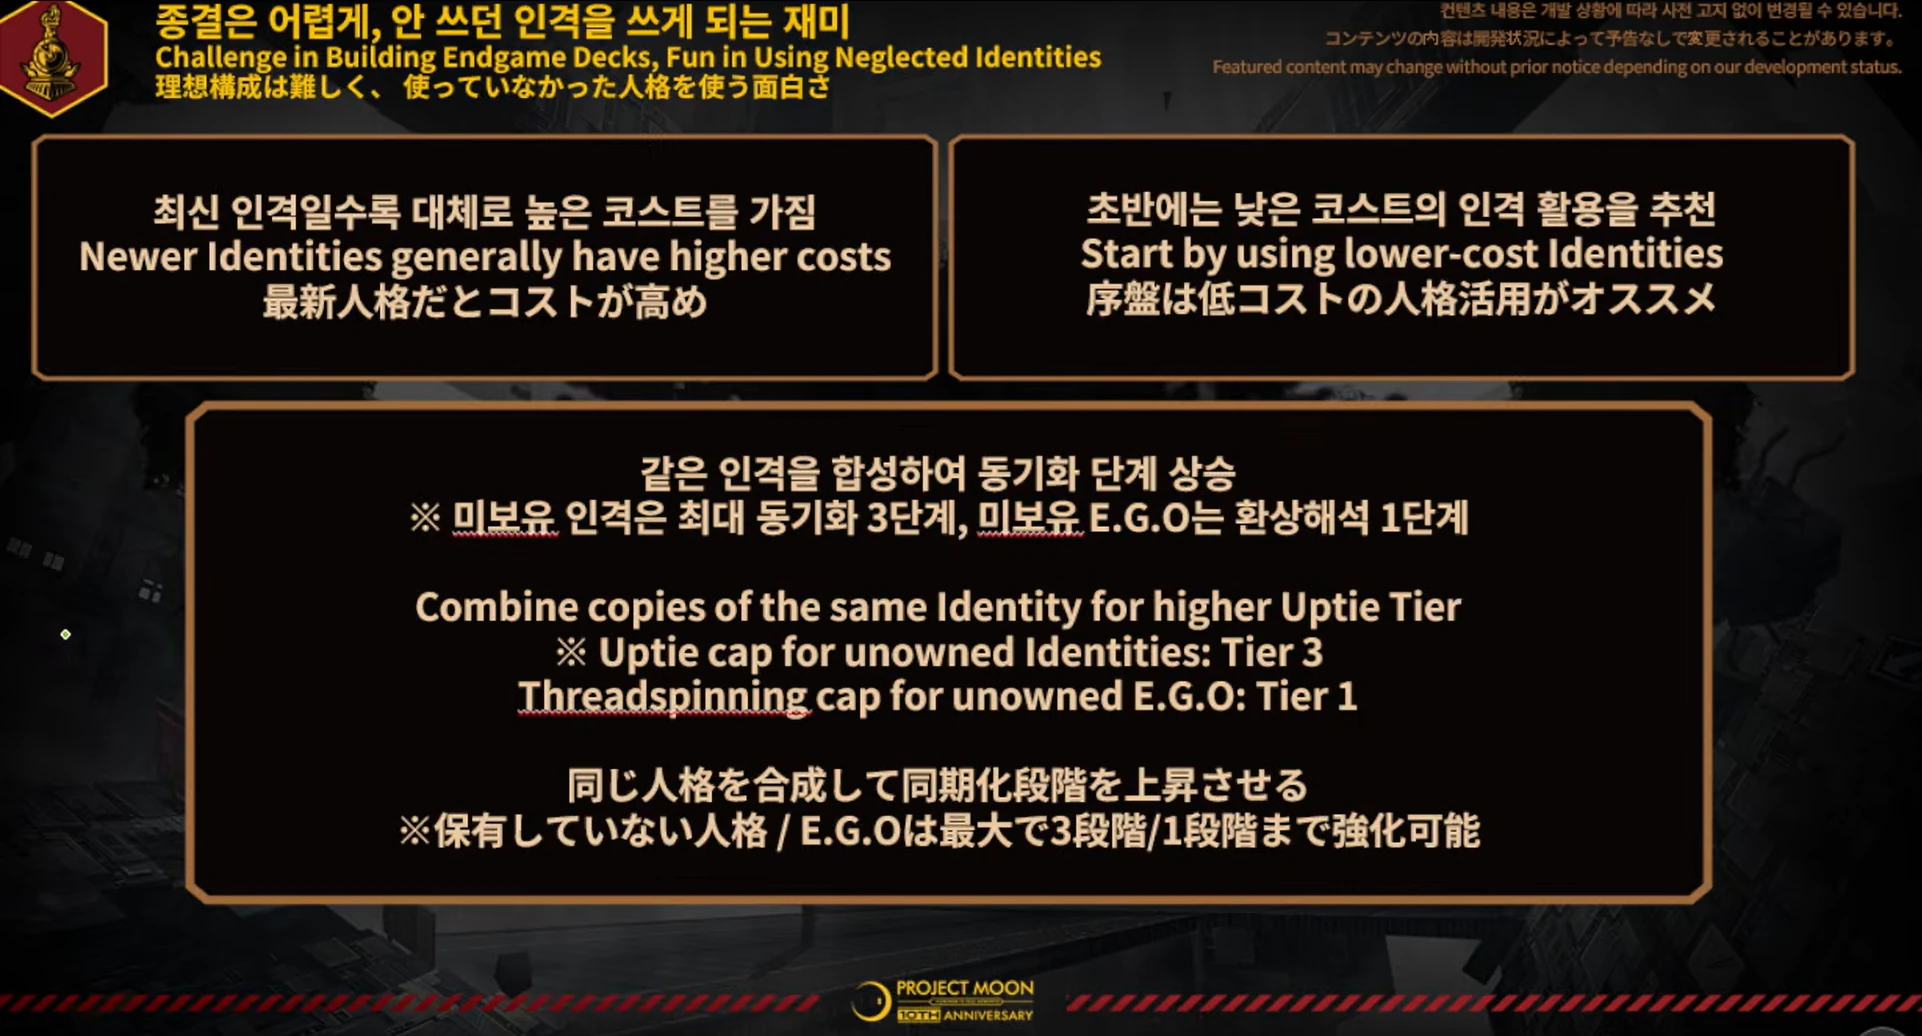 종결은 어렵게, 안 쓰던 인격을 쓰게 되는 재미
Challenge in Building Endgame Decks, Fun in Using Neglected Identities
理想構成は難しく、 使っていなかった人格を使う面白さ
컨텐츠 내용은 개발 상황에 따라 사전 고지 없이 변경될 수 있습니다.
コンテンツの内容は開発状況によって予告なしで変更されることがあります。
Featured content may change without prior notice depending on our development status.
최신 인격일수록 대체로 높은 코스트를 가짐
Newer Identities generally have higher costs
最新人格だとコストが高め
초반에는 낮은 코스트의 인격 활용을 추천
Start by using lower-cost Identities
序盤は低コストの人格活用がオススメ
같은 인격을 합성하여 동기화 단계 상승
※ 미보유 인격은 최대 동기화 3단계, 미보유 E.G.O는 환상해석 1단계
Combine copies of the same Identity for higher Uptie Tier
※ Uptie cap for unowned Identities: Tier 3
Threadspinning cap for unowned E.G.O: Tier 1
同じ人格を合成して同期化段階を上昇させる
※保有していない人格 / E.G.Oは最大で3段階/1段階まで強化可能
PROJECT MOON
10TH ANNIVERSARY